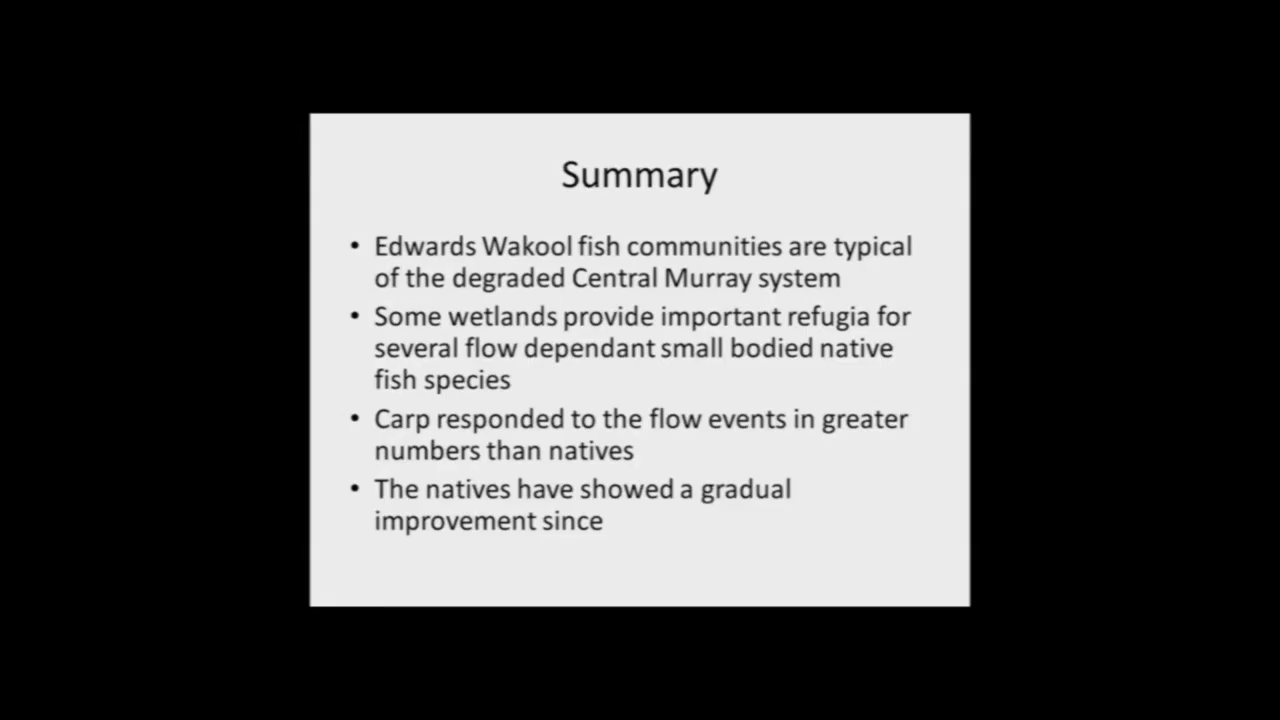 Summary
• Edwards Wakool fish communities are typical
of the degraded Central Murray system
• Some wetlands provide important refugia for
several flow dependant small bodied native
fish species
• Carp responded to the flow events in greater
numbers than natives
• The natives have showed a gradual
improvement since